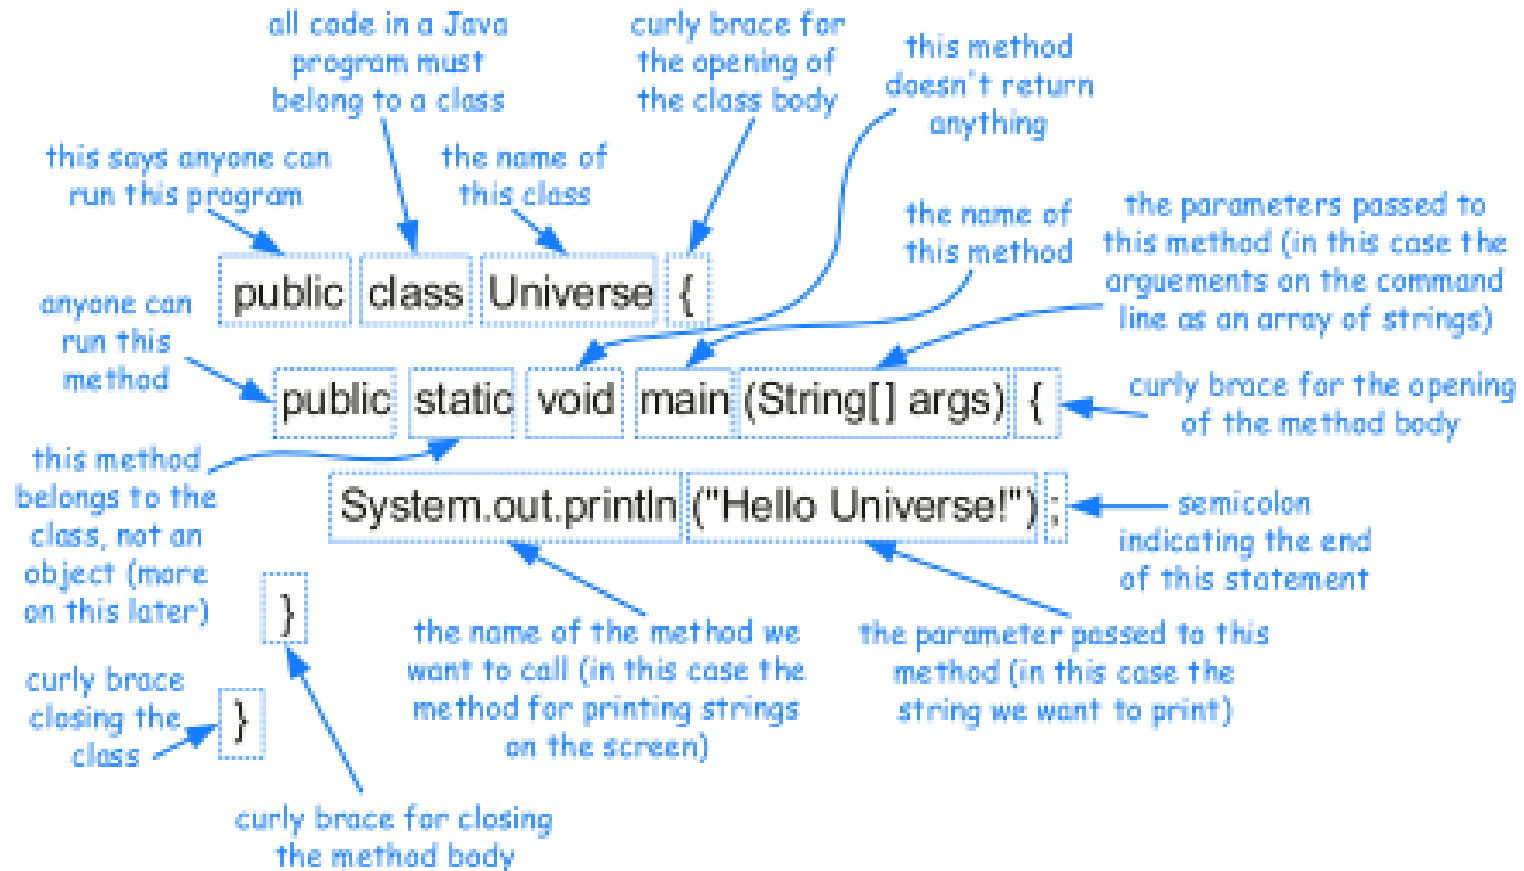 all code in a Java
program must
belong to a class
curly brace for
the opening of
the class body
this method
doesn't return
anything
this says anyone can
run this program
the name of
this class
the name of
this method
the parameters passed to
this method (in this case the
arguements on the command
line as an array of strings)
public class Universe {
anyone can
run this
method
public static void main (String[] args) {
curly brace for the opening
of the method body
this method
belongs to the
class, not an
object (more
on this later)
System.out.println ("Hello Universe!") ;
semicolon
indicating the end
of this statement
}
the name of the method we
want to call (in this case the
method for printing strings
on the screen)
the parameter passed to this
method (in this case the
string we want to print)
curly brace
closing the
class
}
curly brace for closing
the method body